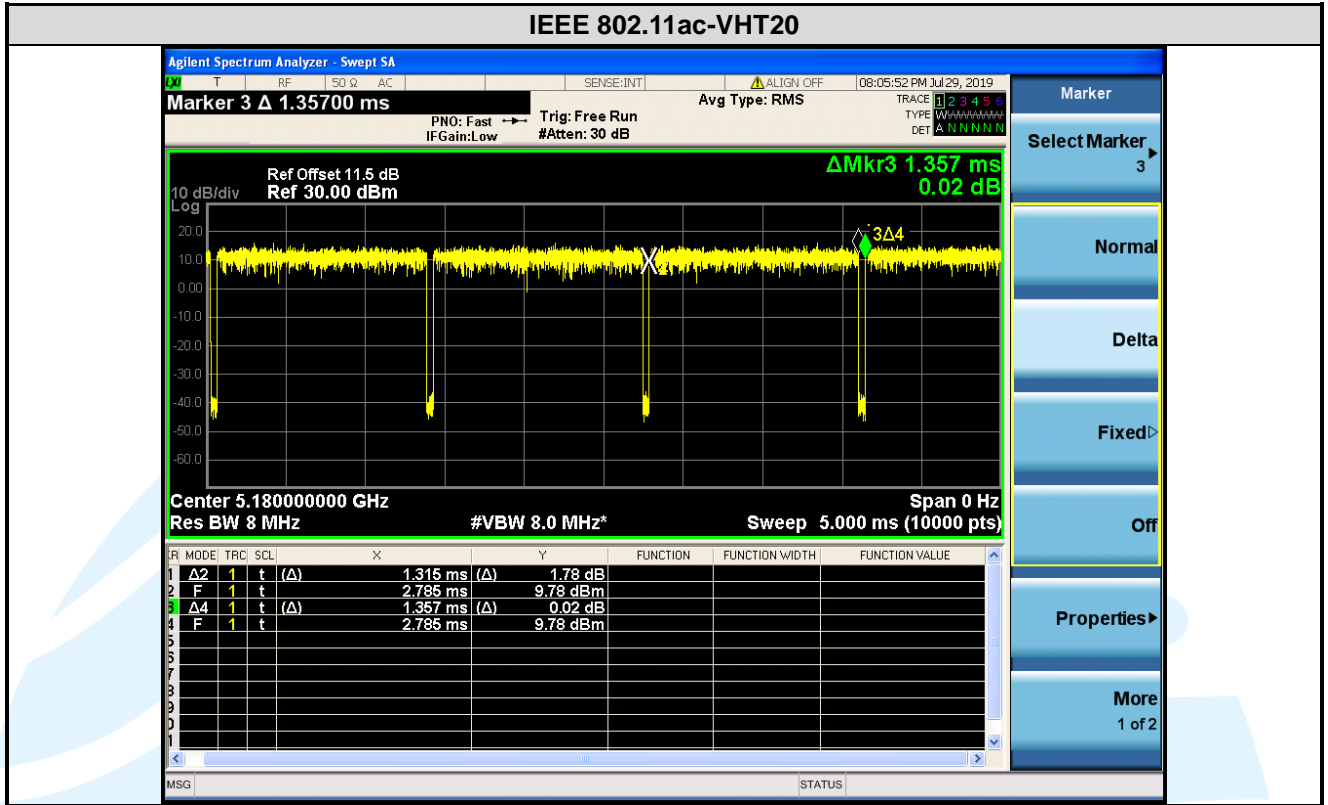 IEEE 802.11ac-VHT20
Agilent Spectrum Analyzer - Swept SA
LXI T RF 50 Ω AC SENSE:INT ALIGN OFF 08:05:52 PM Jul 29, 2019
Marker 3 Δ 1.35700 ms
PNO: Fast
IFGain:Low
Trig: Free Run
#Atten: 30 dB
Avg Type: RMS
TRACE 1 2 3 4 5 6
TYPE W
DET A N N N N N
ΔMkr3 1.357 ms
0.02 dB
Ref Offset 11.5 dB
10 dB/div Ref 30.00 dBm
Log
20.0
10.0
0.00
-10.0
-20.0
-30.0
-40.0
-50.0
-60.0
3Δ4
X
Center 5.180000000 GHz Span 0 Hz
Res BW 8 MHz #VBW 8.0 MHz* Sweep 5.000 ms (10000 pts)
MODE TRC SCL X Y FUNCTION FUNCTION WIDTH FUNCTION VALUE
1 Δ2 1 t (Δ) 1.315 ms (Δ) 1.78 dB
2 F 1 t 2.785 ms 9.78 dBm
3 Δ4 1 t (Δ) 1.357 ms (Δ) 0.02 dB
4 F 1 t 2.785 ms 9.78 dBm
5
6
7
8
9
0
1
MSG STATUS
Marker
Select Marker
3
Normal
Delta
Fixed
Off
Properties
More
1 of 2